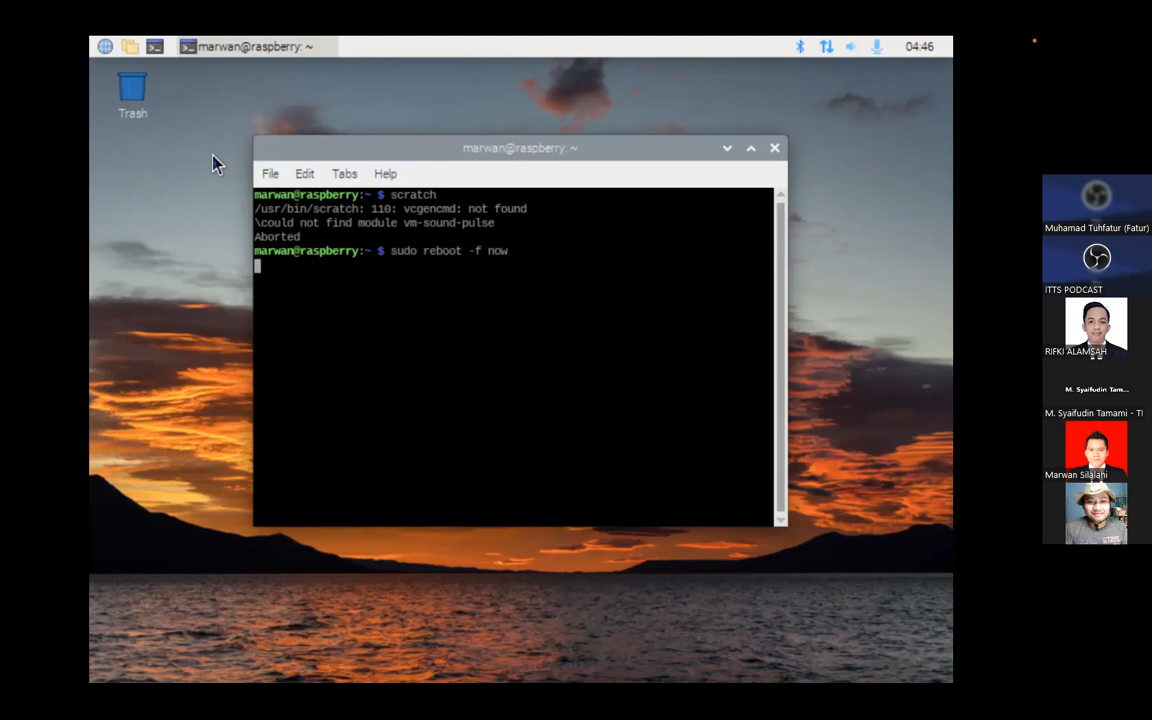 marwan@raspberry: ~
04:46
Trash
marwan@raspberry: ~
File Edit Tabs Help
marwan@raspberry:~ $ scratch
/usr/bin/scratch: 110: vcgencmd: not found
\could not find module vm-sound-pulse
Aborted
marwan@raspberry:~ $ sudo reboot -f now
Muhamad Tuhfatur (Fatur)
ITTS PODCAST
RIFKI ALAMSAH
M. Syaifudin Tam...
M. Syaifudin Tamami - TI
Marwan Silalahi